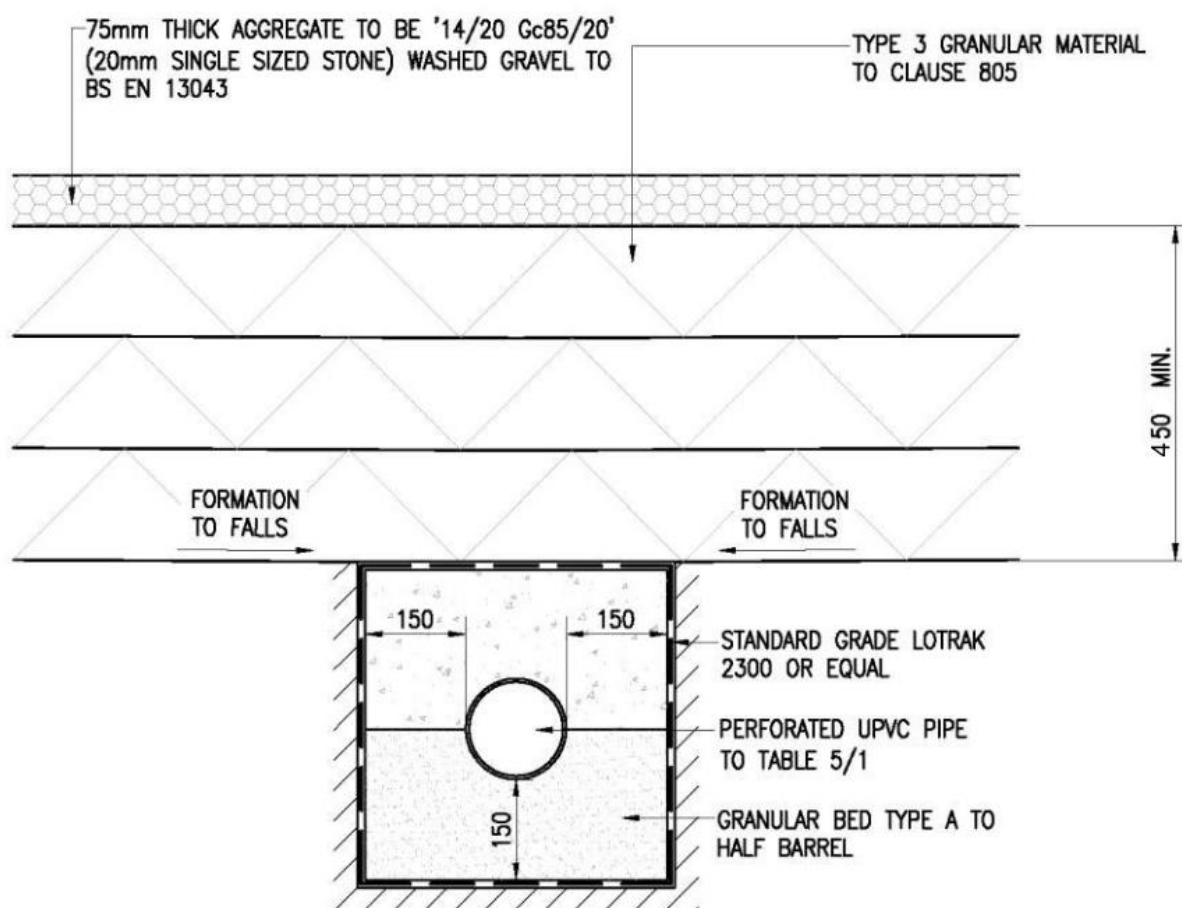 75mm THICK AGGREGATE TO BE '14/20 Gc85/20'
(20mm SINGLE SIZED STONE) WASHED GRAVEL TO
BS EN 13043
TYPE 3 GRANULAR MATERIAL
TO CLAUSE 805
450 MIN.
FORMATION
TO FALLS
FORMATION
TO FALLS
150
150
STANDARD GRADE LOTRAK
2300 OR EQUAL
PERFORATED UPVC PIPE
TO TABLE 5/1
150
GRANULAR BED TYPE A TO
HALF BARREL